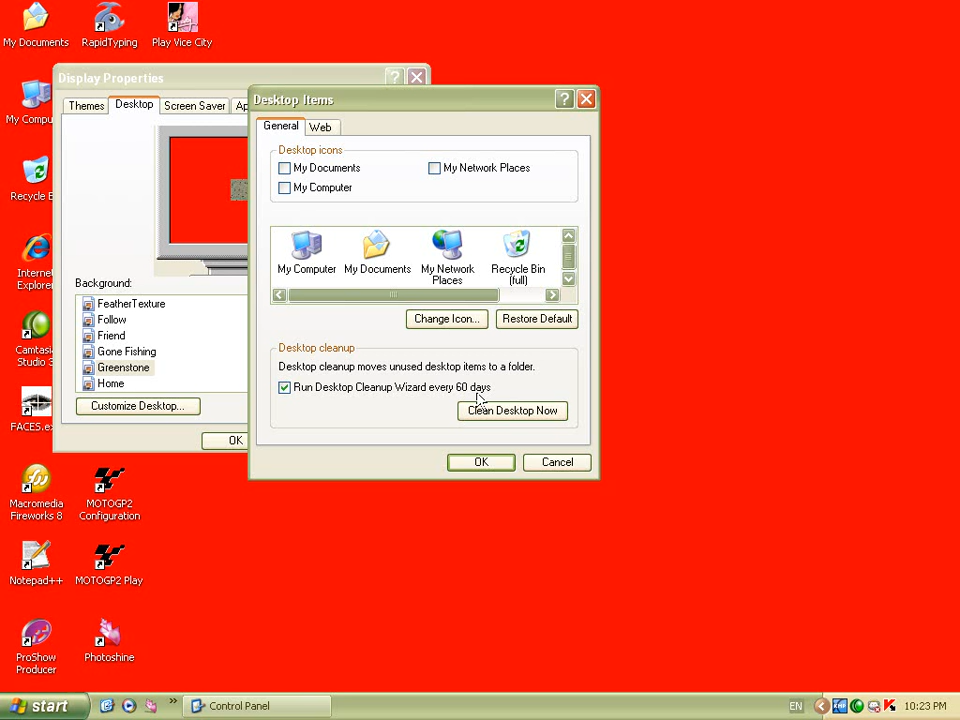 My Documents
RapidTyping
Play Vice City
My Compu
Recycle B
Internet
Explorer
Camtasia
Studio 3
FACES.ex
Macromedia
Fireworks 8
MOTOGP2
Configuration
Notepad++
MOTOGP2 Play
ProShow
Producer
Photoshine
Display Properties
Themes
Desktop
Screen Saver
Ap
Background:
FeatherTexture
Follow
Friend
Gone Fishing
Greenstone
Home
Customize Desktop...
OK
Desktop Items
General
Web
Desktop icons
My Documents
My Network Places
My Computer
My Computer
My Documents
My Network
Places
Recycle Bin
(full)
Change Icon...
Restore Default
Desktop cleanup
Desktop cleanup moves unused desktop items to a folder.
Run Desktop Cleanup Wizard every 60 days
Clean Desktop Now
OK
Cancel
start
Control Panel
EN
10:23 PM